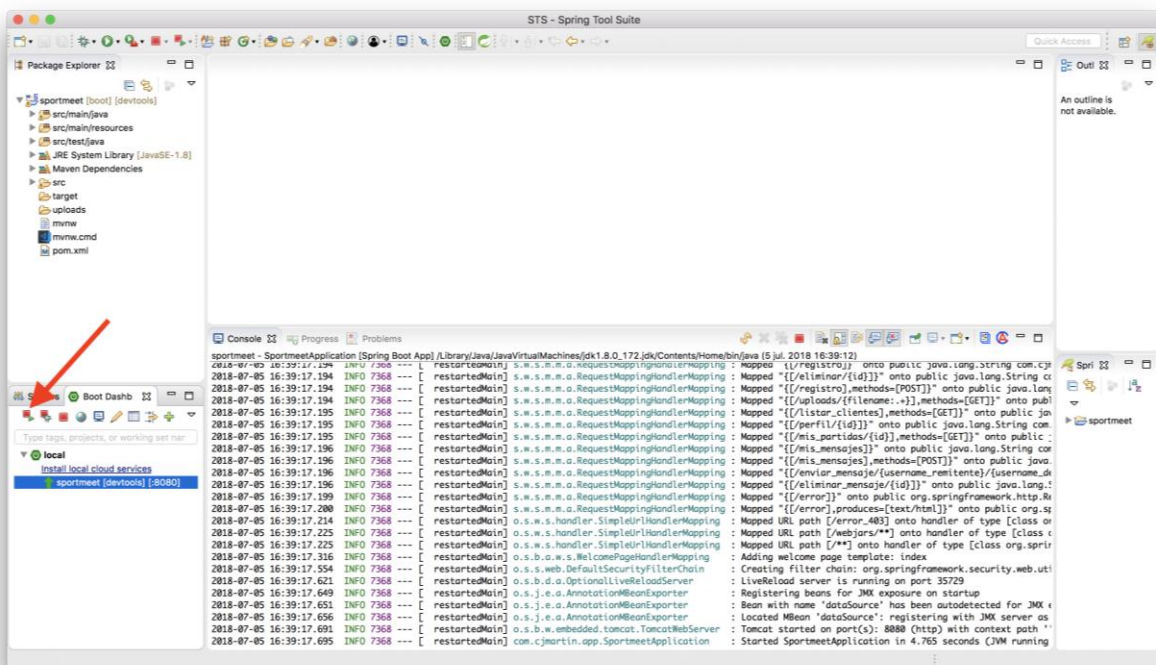 STS - Spring Tool Suite
Quick Access
Package Explorer
sportmeet [boot] [devtools]
src/main/java
src/main/resources
src/test/java
JRE System Library [JavaSE-1.8]
Maven Dependencies
src
target
uploads
mvnw
mvnw.cmd
pom.xml
Outl
An outline is
not available.
Boot Dashb
Type tags, projects, or working set nar
local
Install local cloud services
sportmeet [devtools] [:8080]
Console Progress Problems
sportmeet - SportmeetApplication [Spring Boot App] /Library/Java/JavaVirtualMachines/jdk1.8.0_172.jdk/Contents/Home/bin/java (5 jul. 2018 16:39:12)
2018-07-05 16:39:17.194 INFO 7368 --- [ restartedMain] s.w.s.m.m.a.RequestMappingHandlerMapping : Mapped "{[/registro]}" onto public java.lang.String com.cjm
2018-07-05 16:39:17.194 INFO 7368 --- [ restartedMain] s.w.s.m.m.a.RequestMappingHandlerMapping : Mapped "{[/eliminar/{id}]}" onto public java.lang.String co
2018-07-05 16:39:17.194 INFO 7368 --- [ restartedMain] s.w.s.m.m.a.RequestMappingHandlerMapping : Mapped "{[/registro],methods=[POST]}" onto public java.lang
2018-07-05 16:39:17.194 INFO 7368 --- [ restartedMain] s.w.s.m.m.a.RequestMappingHandlerMapping : Mapped "{[/uploads/{filename:.+}],methods=[GET]}" onto publ
2018-07-05 16:39:17.195 INFO 7368 --- [ restartedMain] s.w.s.m.m.a.RequestMappingHandlerMapping : Mapped "{[/listar_clientes],methods=[GET]}" onto public jav
2018-07-05 16:39:17.195 INFO 7368 --- [ restartedMain] s.w.s.m.m.a.RequestMappingHandlerMapping : Mapped "{[/perfil/{id}]}" onto public java.lang.String com.
2018-07-05 16:39:17.195 INFO 7368 --- [ restartedMain] s.w.s.m.m.a.RequestMappingHandlerMapping : Mapped "{[/mis_partidas/{id}],methods=[GET]}" onto public j
2018-07-05 16:39:17.196 INFO 7368 --- [ restartedMain] s.w.s.m.m.a.RequestMappingHandlerMapping : Mapped "{[/mis_mensajes]}" onto public java.lang.String com
2018-07-05 16:39:17.196 INFO 7368 --- [ restartedMain] s.w.s.m.m.a.RequestMappingHandlerMapping : Mapped "{[/mis_mensajes],methods=[POST]}" onto public java.
2018-07-05 16:39:17.196 INFO 7368 --- [ restartedMain] s.w.s.m.m.a.RequestMappingHandlerMapping : Mapped "{[/enviar_mensaje/{username_remitente}/{username_de
2018-07-05 16:39:17.196 INFO 7368 --- [ restartedMain] s.w.s.m.m.a.RequestMappingHandlerMapping : Mapped "{[/eliminar_mensaje/{id}]}" onto public java.lang.S
2018-07-05 16:39:17.199 INFO 7368 --- [ restartedMain] s.w.s.m.m.a.RequestMappingHandlerMapping : Mapped "{[/error]}" onto public org.springframework.http.Re
2018-07-05 16:39:17.200 INFO 7368 --- [ restartedMain] s.w.s.m.m.a.RequestMappingHandlerMapping : Mapped "{[/error],produces=[text/html]}" onto public org.sp
2018-07-05 16:39:17.214 INFO 7368 --- [ restartedMain] o.s.w.s.handler.SimpleUrlHandlerMapping : Mapped URL path [/error_403] onto handler of type [class or
2018-07-05 16:39:17.225 INFO 7368 --- [ restartedMain] o.s.w.s.handler.SimpleUrlHandlerMapping : Mapped URL path [/webjars/**] onto handler of type [class o
2018-07-05 16:39:17.225 INFO 7368 --- [ restartedMain] o.s.w.s.handler.SimpleUrlHandlerMapping : Mapped URL path [/**] onto handler of type [class org.sprin
2018-07-05 16:39:17.316 INFO 7368 --- [ restartedMain] o.s.b.a.w.s.WelcomePageHandlerMapping : Adding welcome page template: index
2018-07-05 16:39:17.554 INFO 7368 --- [ restartedMain] o.s.s.web.DefaultSecurityFilterChain : Creating filter chain: org.springframework.security.web.uti
2018-07-05 16:39:17.621 INFO 7368 --- [ restartedMain] o.s.b.d.a.OptionalLiveReloadServer : LiveReload server is running on port 35729
2018-07-05 16:39:17.649 INFO 7368 --- [ restartedMain] o.s.j.e.a.AnnotationMBeanExporter : Registering beans for JMX exposure on startup
2018-07-05 16:39:17.651 INFO 7368 --- [ restartedMain] o.s.j.e.a.AnnotationMBeanExporter : Bean with name 'dataSource' has been autodetected for JMX e
2018-07-05 16:39:17.656 INFO 7368 --- [ restartedMain] o.s.j.e.a.AnnotationMBeanExporter : Located MBean 'dataSource': registering with JMX server as
2018-07-05 16:39:17.691 INFO 7368 --- [ restartedMain] o.s.b.w.embedded.tomcat.TomcatWebServer : Tomcat started on port(s): 8080 (http) with context path ''
2018-07-05 16:39:17.695 INFO 7368 --- [ restartedMain] com.cjmartin.app.SportmeetApplication : Started SportmeetApplication in 4.765 seconds (JVM running
Spri
sportmeet